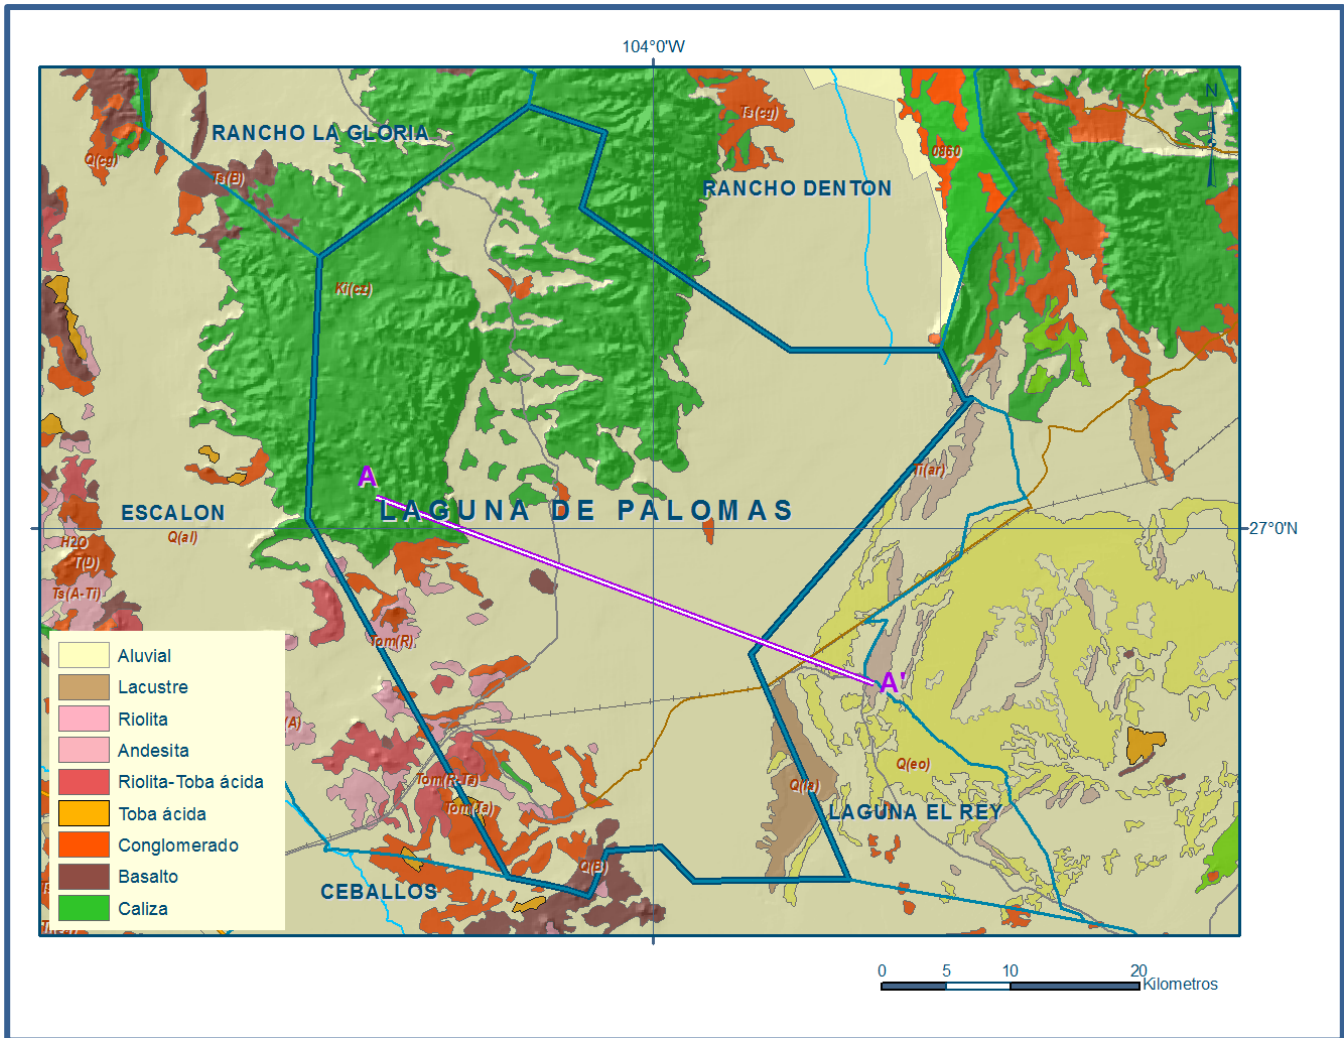 104°0'W
N
RANCHO LA GLORIA
Ts(cg)
Q(cg)
0960
Ts(B)
RANCHO DENTON
Ki(cz)
Ti(ar)
A
LAGUNA DE PALOMAS
ESCALON
Q(al)
27°0'N
H2O
T(D)
Ts(A-Ti)
Tom(R)
A'
Aluvial
Lacustre
Riolita
Andesita
Riolita-Toba ácida
Toba ácida
Conglomerado
Basalto
Caliza
(A)
Tom(R-Ta)
Q(eo)
Q(la)
Tom(Ta)
LAGUNA EL REY
Q(B)
CEBALLOS
0 5 10 20
Kilometros